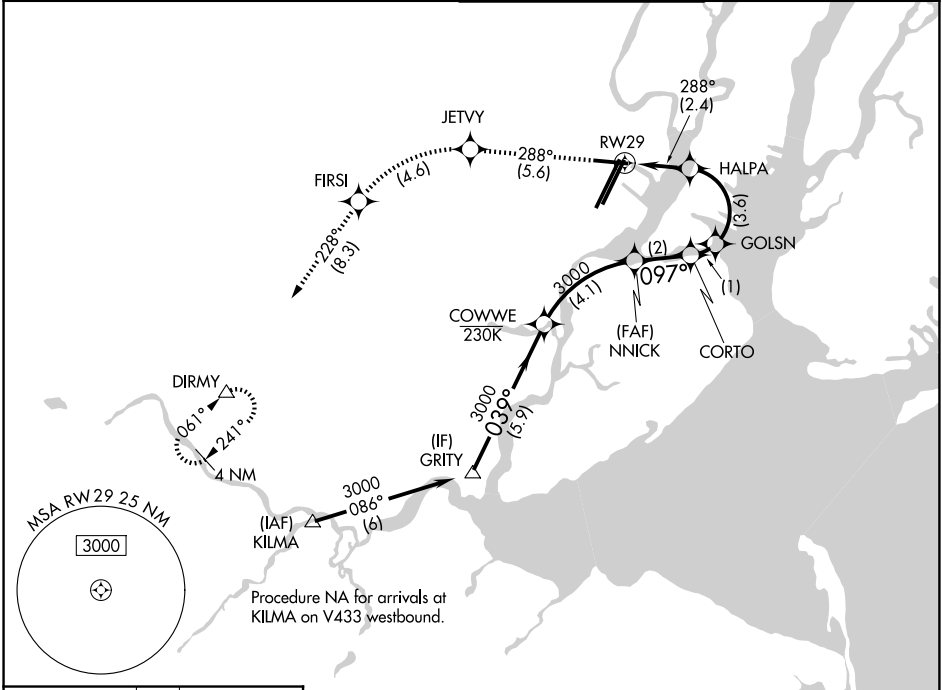 288°
(2.4)
JETVY
RW29
288°
(5.6)
HALPA
FIRSI
(4.6)
(3.6)
228°
(8.3)
GOLSN
(2)
097°
(1)
3000
(4.1)
COWWE
230K
(FAF)
NNICK
CORTO
DIRMY
061°
241°
4 NM
3000
039°
(5.9)
(IF)
GRITY
3000
086°
(6)
(IAF)
KILMA
MSA RW29 25 NM
3000
Procedure NA for arrivals at
KILMA on V433 westbound.